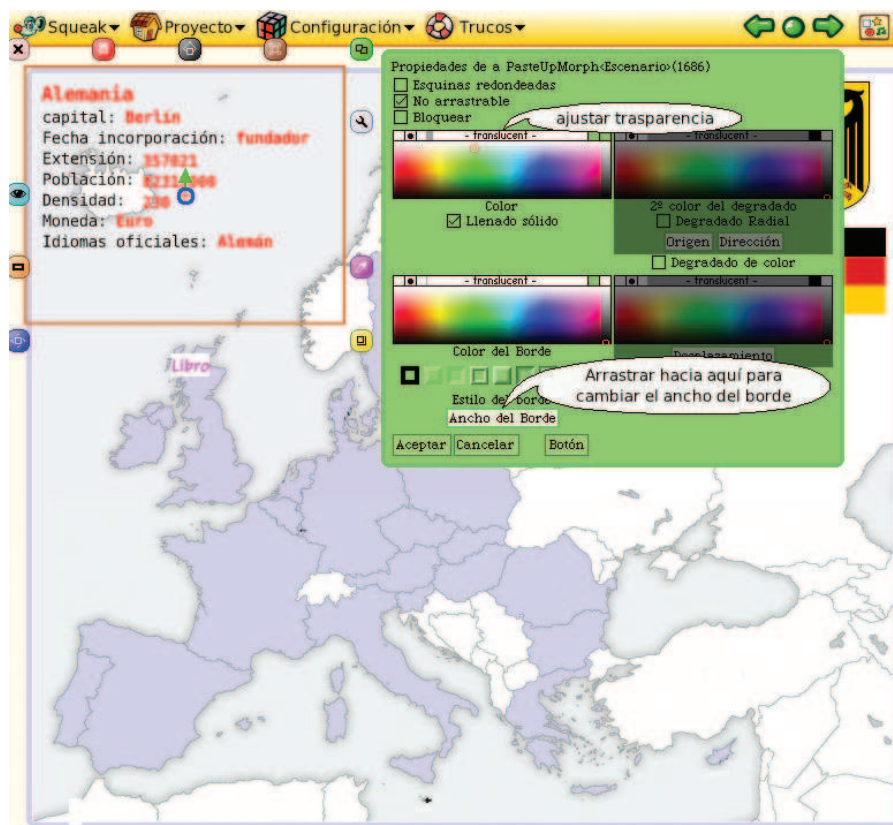 Squeak Proyecto Configuración Trucos
Alemania
capital: Berlín
Fecha incorporación: fundador
Extensión: 357021
Población:
Densidad: 230
Moneda: Euro
Idiomas oficiales: Alemán
Libro
Propiedades de a PasteUpMorph<Escenario>(1686)
Esquinas redondeadas
No arrastrable
Bloquear
ajustar trasparencia
- translucent -
- translucent -
Color
2º color del degradado
Llenado sólido
Degradado Radial
Origen Dirección
Degradado de color
- translucent -
- translucent -
Color del Borde
Desplazamiento
Arrastrar hacia aquí para
cambiar el ancho del borde
Estilo del borde
Ancho del Borde
Aceptar Cancelar Botón